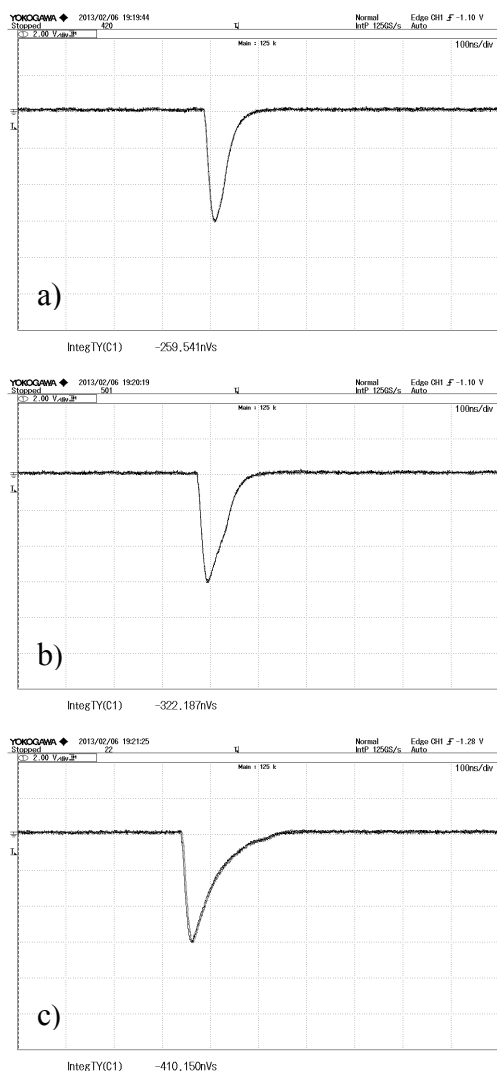 YOKOGAWA ◆ 2013/02/06 19:19:44 Normal Edge CH1 -1.10 V
Stopped 420 IntP 125GS/s Auto
2.00 V/div
Main : 125 k 100ns/div
a)
IntegTY(C1) -259.541nVs
YOKOGAWA ◆ 2013/02/06 19:20:19 Normal Edge CH1 -1.10 V
Stopped 501 IntP 125GS/s Auto
2.00 V/div
Main : 125 k 100ns/div
b)
IntegTY(C1) -322.187nVs
YOKOGAWA ◆ 2013/02/06 19:21:25 Normal Edge CH1 -1.28 V
Stopped 22 IntP 125GS/s Auto
2.00 V/div
Main : 125 k 100ns/div
c)
IntegTY(C1) -410.150nVs